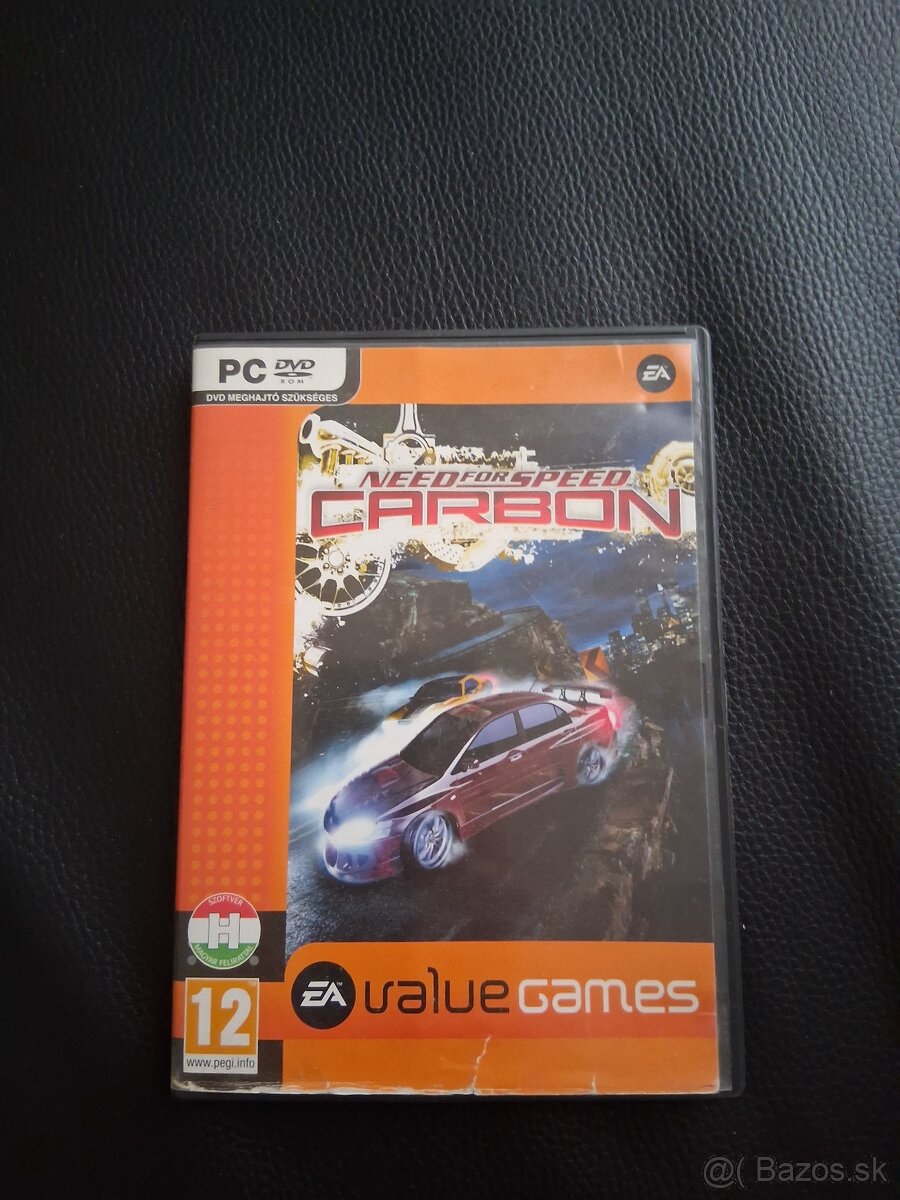 PC DVD
ROM
DVD MEGHAJTÓ SZÜKSÉGES
EA
NEED FOR SPEED
CARBON
SZOFTVER
H
MAGYAR FELIRATTAL
EA™ value GAMES
12
www.pegi.info
@( Bazos.sk